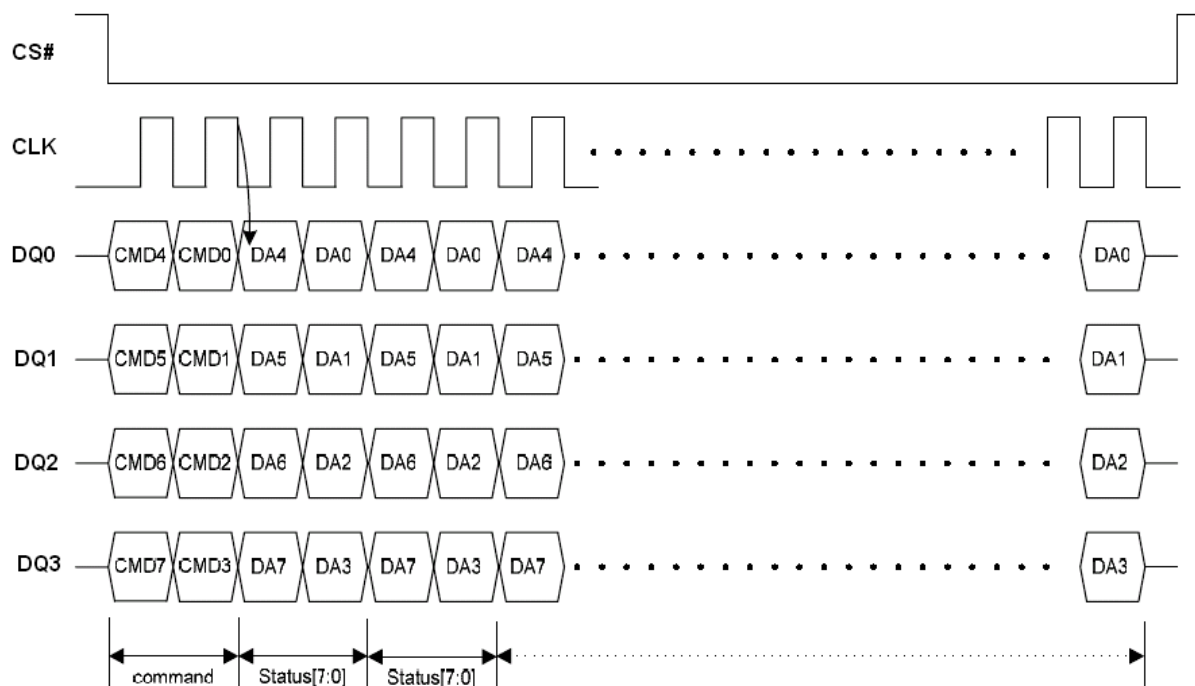 CS#
CLK
DQ0 CMD4 CMD0 DA4 DA0 DA4 DA0 DA4 DA0
DQ1 CMD5 CMD1 DA5 DA1 DA5 DA1 DA5 DA1
DQ2 CMD6 CMD2 DA6 DA2 DA6 DA2 DA6 DA2
DQ3 CMD7 CMD3 DA7 DA3 DA7 DA3 DA7 DA3
command Status[7:0] Status[7:0]